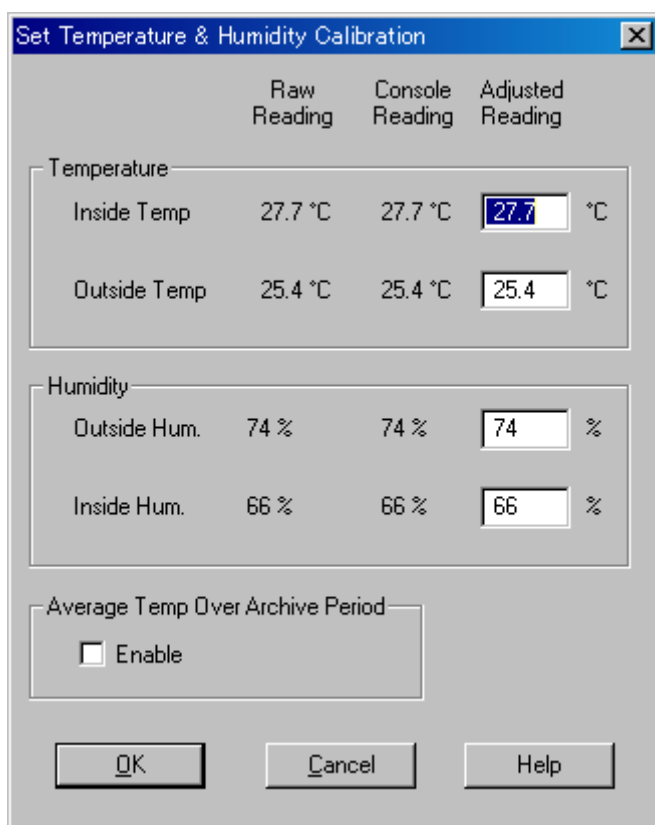 Set Temperature & Humidity Calibration
Raw Reading
Console Reading
Adjusted Reading
Temperature
Inside Temp 27.7 °C 27.7 °C 27.7 °C
Outside Temp 25.4 °C 25.4 °C 25.4 °C
Humidity
Outside Hum. 74 % 74 % 74 %
Inside Hum. 66 % 66 % 66 %
Average Temp Over Archive Period
Enable
OK Cancel Help